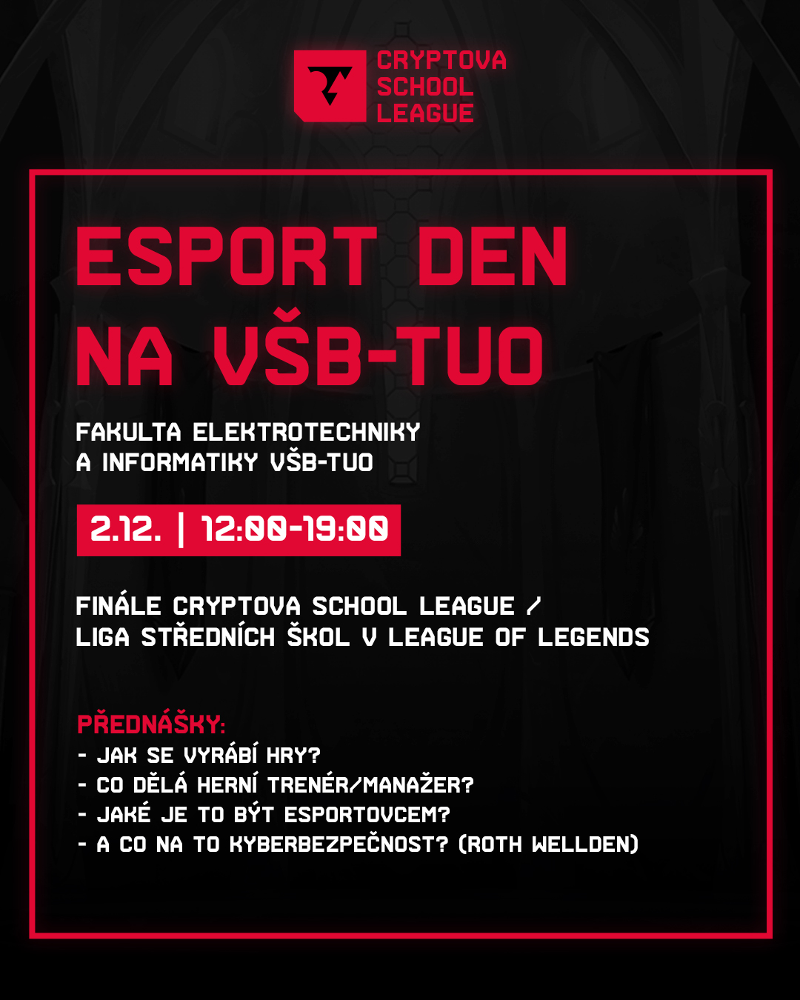 CRYPTOVA
SCHOOL
LEAGUE
ESPORT DEN
NA VŠB-TUO
FAKULTA ELEKTROTECHNIKY
A INFORMATIKY VŠB-TUO
2.12. | 12:00-19:00
FINÁLE CRYPTOVA SCHOOL LEAGUE /
LIGA STŘEDNÍCH ŠKOL V LEAGUE OF LEGENDS
PŘEDNÁŠKY:
- JAK SE VYRÁBÍ HRY?
- CO DĚLÁ HERNÍ TRENÉR/MANAŽER?
- JAKÉ JE TO BÝT ESPORTOVCEM?
- A CO NA TO KYBERBEZPEČNOST? (ROTH WELLDEN)